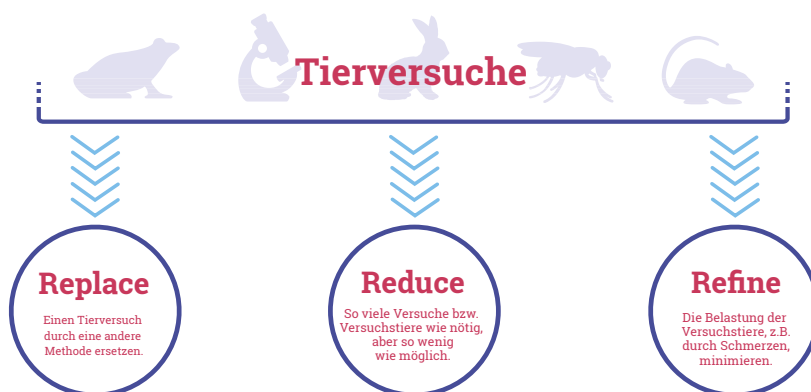 Tierversuche
Replace
Einen Tierversuch
durch eine andere
Methode ersetzen.
Reduce
So viele Versuche bzw.
Versuchstiere wie nötig,
aber so wenig
wie möglich.
Refine
Die Belastung der
Versuchstiere, z.B.
durch Schmerzen,
minimieren.